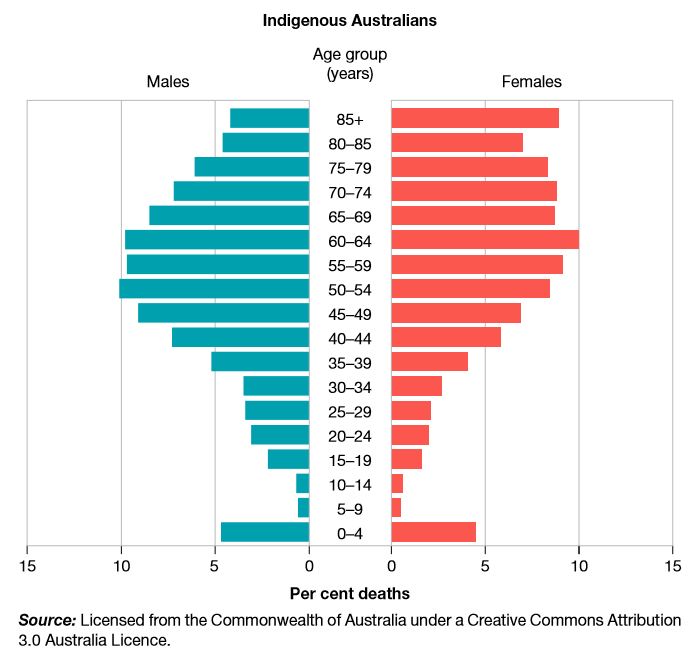 Indigenous Australians
Age group
(years)
Males
Females
85+
80–85
75–79
70–74
65–69
60–64
55–59
50–54
45–49
40–44
35–39
30–34
25–29
20–24
15–19
10–14
5–9
0–4
15 10 5 0 0 5 10 15
Per cent deaths
Source: Licensed from the Commonwealth of Australia under a Creative Commons Attribution
3.0 Australia Licence.